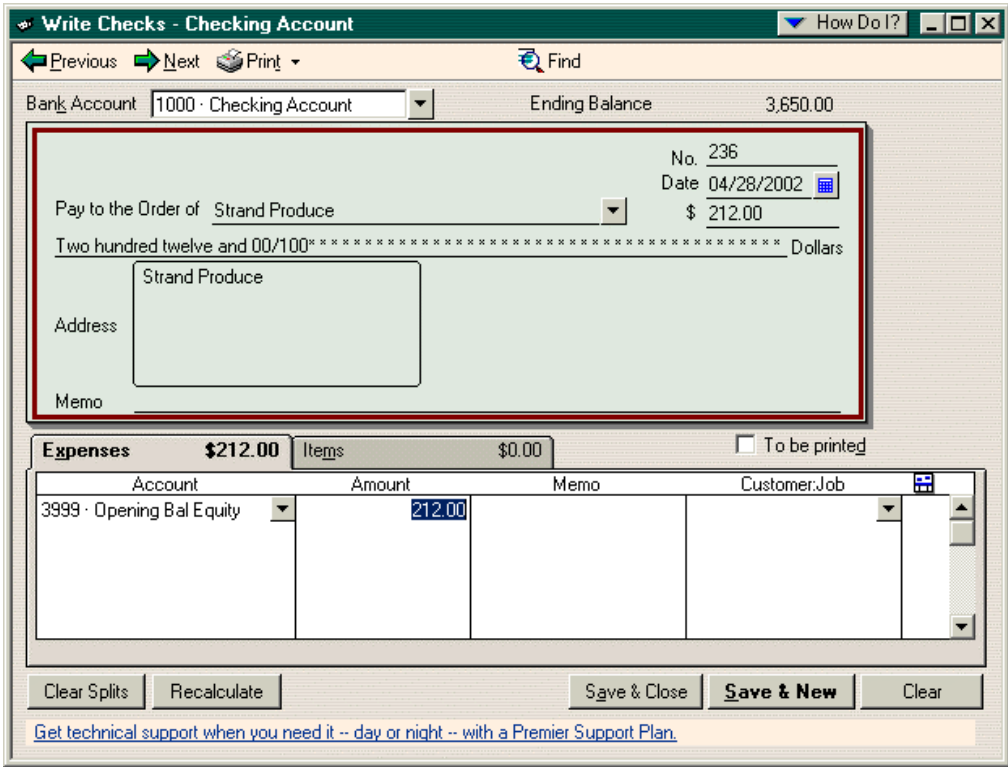 Write Checks - Checking Account How Do I?
Previous Next Print Find
Bank Account 1000 · Checking Account Ending Balance 3,650.00
No. 236
Date 04/28/2002
Pay to the Order of Strand Produce $ 212.00
Two hundred twelve and 00/100* * * * * * * * * * * * * * * * * * * * * * * * * * * * * * * * * * * * * * * * * * Dollars
Strand Produce
Address
Memo
Expenses $212.00 Items $0.00 To be printed
Account Amount Memo Customer:Job
3999 · Opening Bal Equity 212.00
Clear Splits Recalculate Save & Close Save & New Clear
Get technical support when you need it -- day or night -- with a Premier Support Plan.